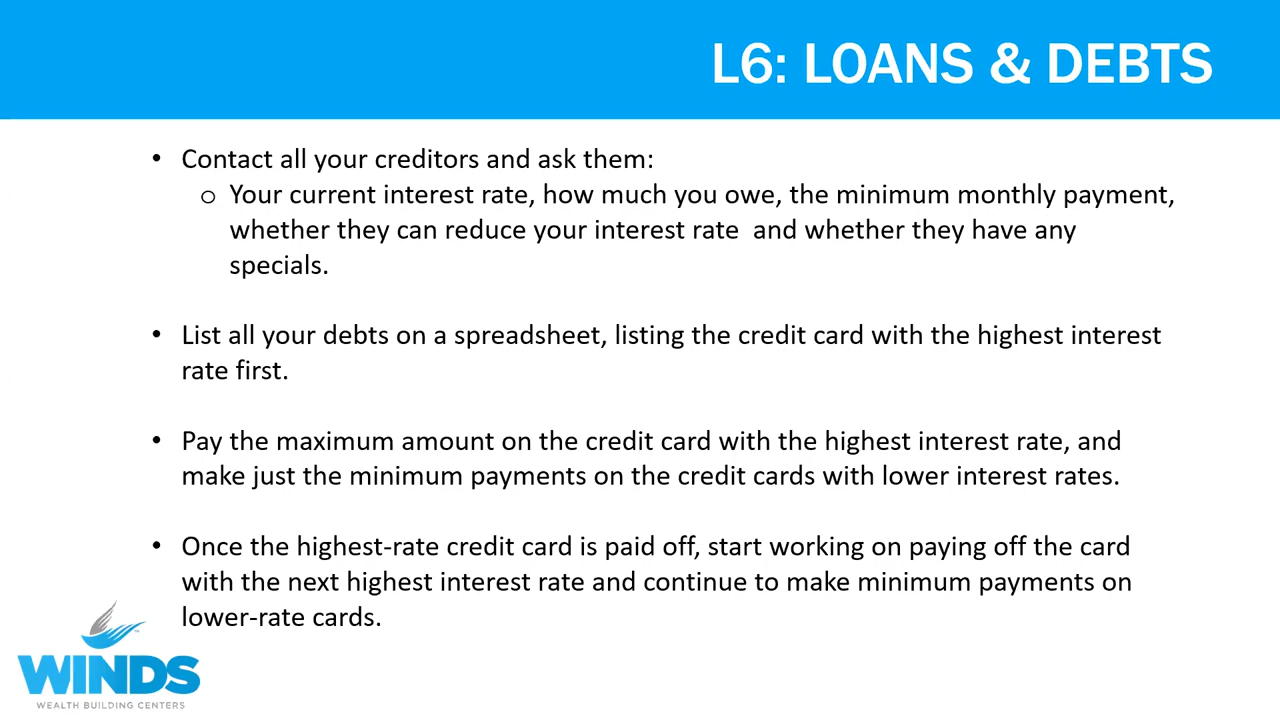 L6: LOANS & DEBTS
• Contact all your creditors and ask them:
o Your current interest rate, how much you owe, the minimum monthly payment,
whether they can reduce your interest rate  and whether they have any
specials.
• List all your debts on a spreadsheet, listing the credit card with the highest interest
rate first.
• Pay the maximum amount on the credit card with the highest interest rate, and
make just the minimum payments on the credit cards with lower interest rates.
• Once the highest-rate credit card is paid off, start working on paying off the card
with the next highest interest rate and continue to make minimum payments on
lower-rate cards.
WINDS
WEALTH BUILDING CENTERS